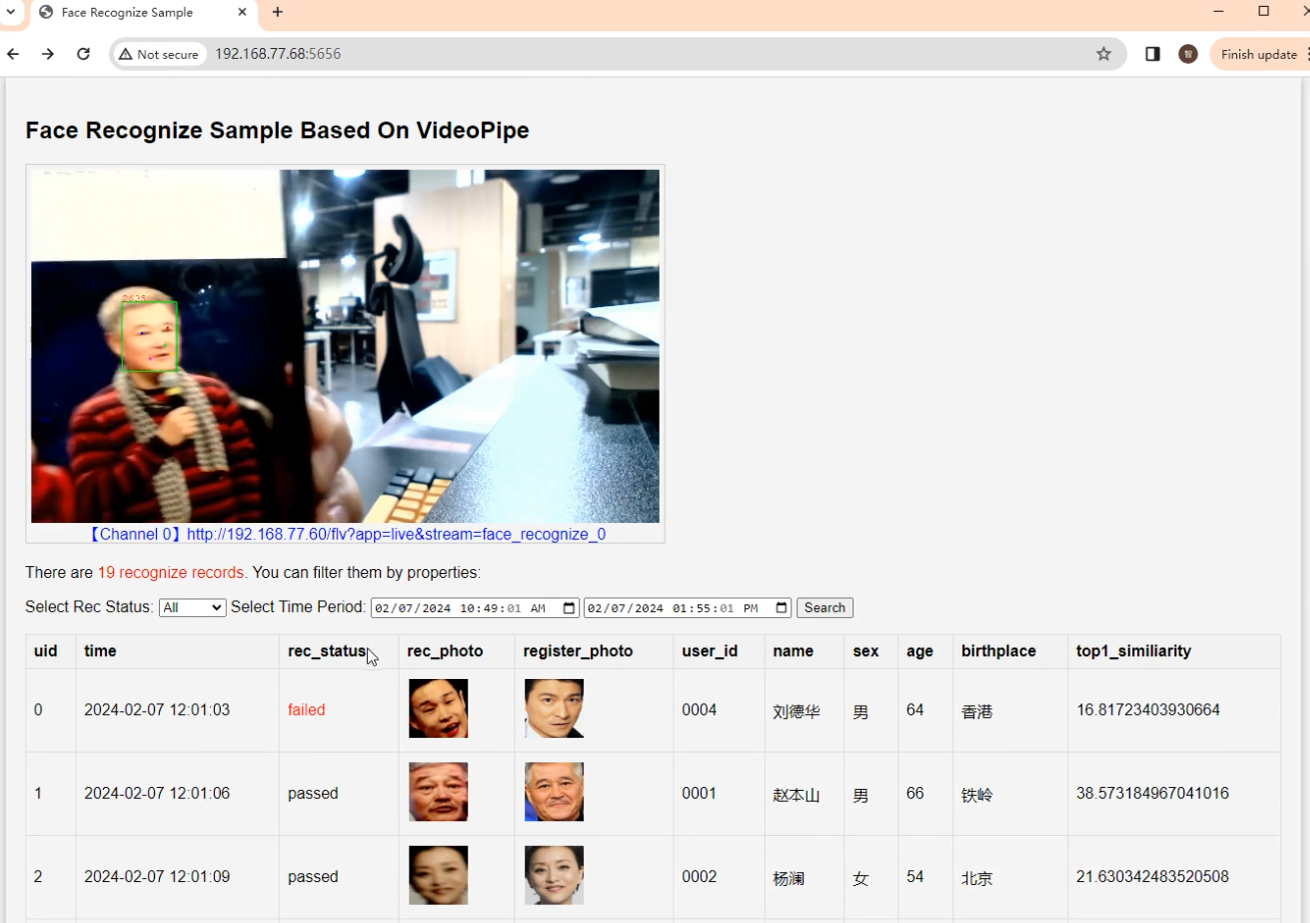 Face Recognize Sample
Not secure 192.168.77.68:5656 Finish update
Face Recognize Sample Based On VideoPipe
【Channel 0】http://192.168.77.60/flv?app=live&stream=face_recognize_0
There are 19 recognize records. You can filter them by properties:
Select Rec Status: All Select Time Period: 02/07/2024 10:49:01 AM 02/07/2024 01:55:01 PM Search
uid time rec_status rec_photo register_photo user_id name sex age birthplace top1_similiarity
0 2024-02-07 12:01:03 failed 0004 刘德华 男 64 香港 16.81723403930664
1 2024-02-07 12:01:06 passed 0001 赵本山 男 66 铁岭 38.573184967041016
2 2024-02-07 12:01:09 passed 0002 杨澜 女 54 北京 21.630342483520508